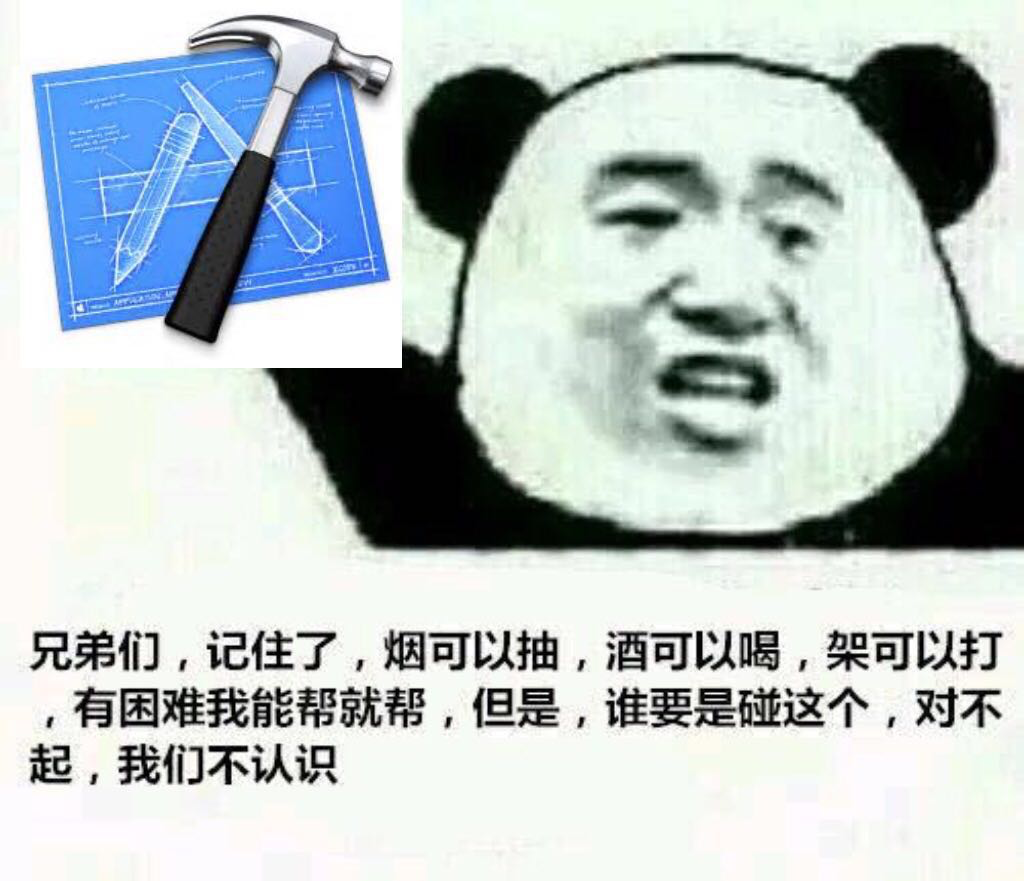 兄弟们，记住了，烟可以抽，酒可以喝，架可以打
，有困难我能帮就帮，但是，谁要是碰这个，对不
起，我们不认识